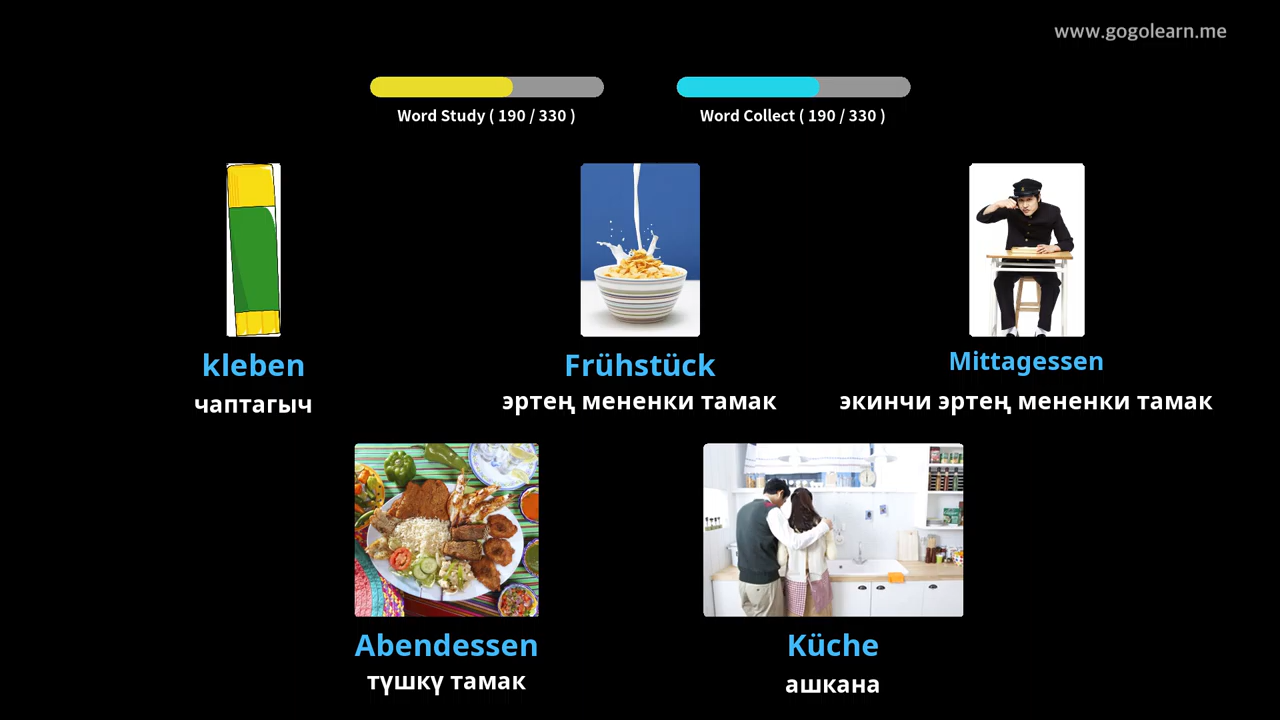 www.gogolearn.me
Word Study ( 190 / 330 )
Word Collect ( 190 / 330 )
kleben
чаптагыч
Frühstück
эртең мененки тамак
Mittagessen
экинчи эртең мененки тамак
Abendessen
түшкү тамак
Küche
ашкана